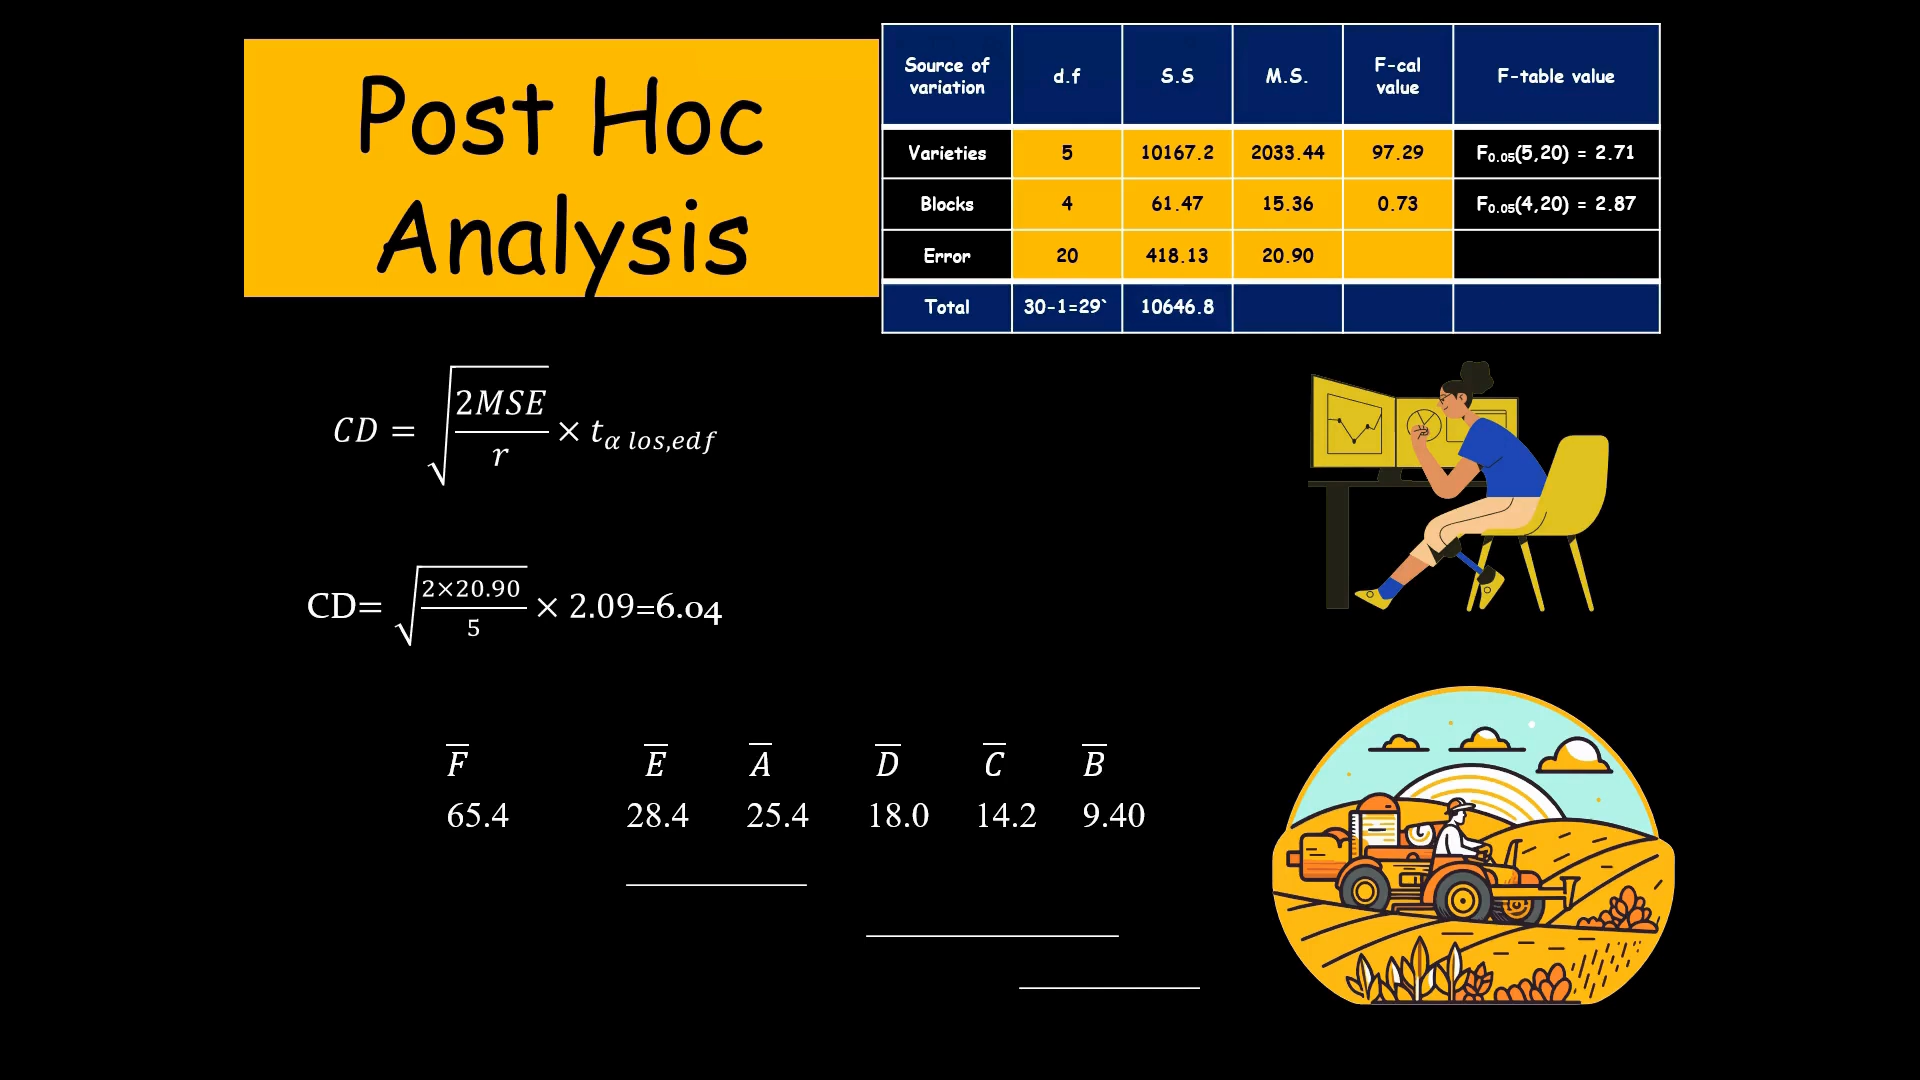 Post Hoc
Analysis
Source of variation d.f S.S M.S. F-cal value F-table value
Varieties 5 10167.2 2033.44 97.29 F₀.₀₅(5,20) = 2.71
Blocks 4 61.47 15.36 0.73 F₀.₀₅(4,20) = 2.87
Error 20 418.13 20.90
Total 30-1=29` 10646.8
CD = √(2MSE/r) × t_α los,edf
CD= √(2×20.90/5) × 2.09=6.04
F̅ E̅ A̅ D̅ C̅ B̅
65.4 28.4 25.4 18.0 14.2 9.40